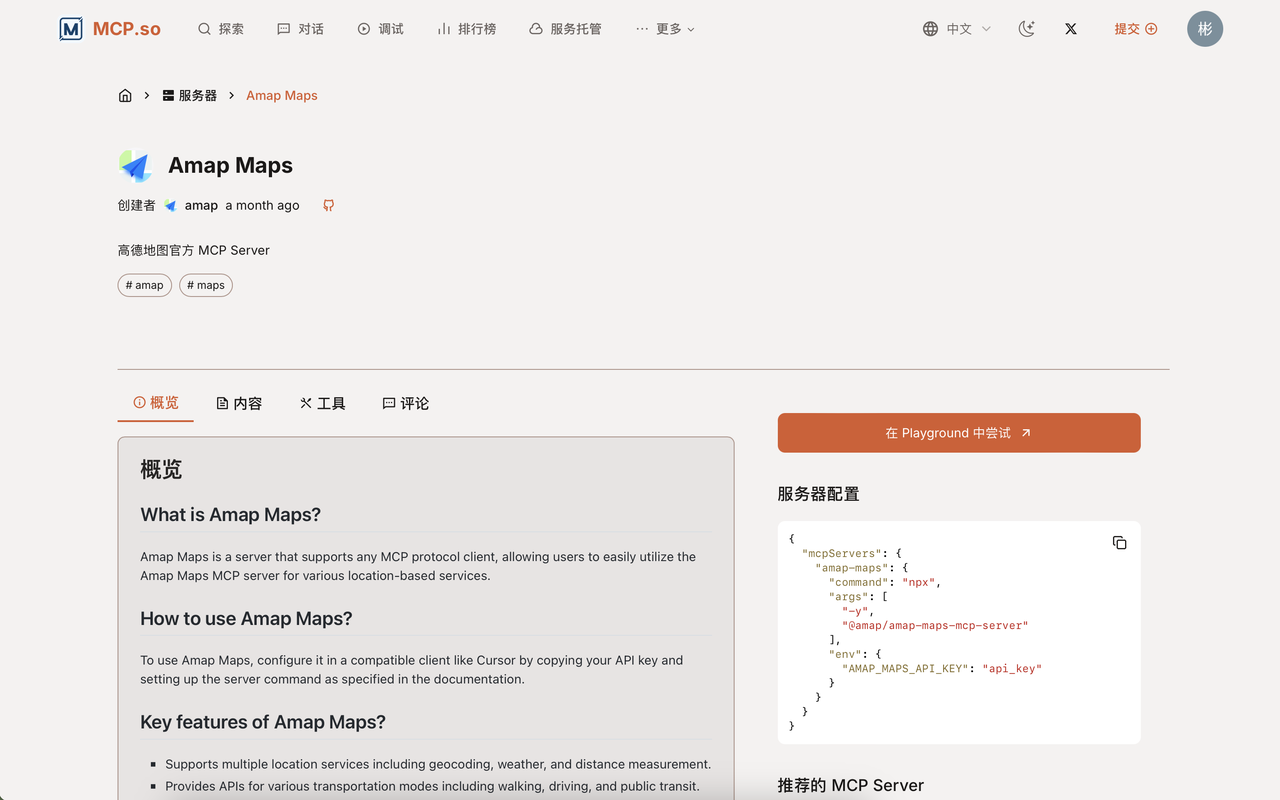 MCP.so 探索 对话 调试 排行榜 服务托管 ··· 更多 中文 提交 彬
服务器 Amap Maps
Amap Maps
创建者 amap a month ago
高德地图官方 MCP Server
# amap # maps
概览 内容 工具 评论
概览
What is Amap Maps?
Amap Maps is a server that supports any MCP protocol client, allowing users to easily utilize the
Amap Maps MCP server for various location-based services.
How to use Amap Maps?
To use Amap Maps, configure it in a compatible client like Cursor by copying your API key and
setting up the server command as specified in the documentation.
Key features of Amap Maps?
Supports multiple location services including geocoding, weather, and distance measurement.
Provides APIs for various transportation modes including walking, driving, and public transit.
在 Playground 中尝试
服务器配置
{
"mcpServers": {
"amap-maps": {
"command": "npx",
"args": [
"-y",
"@amap/amap-maps-mcp-server"
],
"env": {
"AMAP_MAPS_API_KEY": "api_key"
}
}
}
}
推荐的 MCP Server